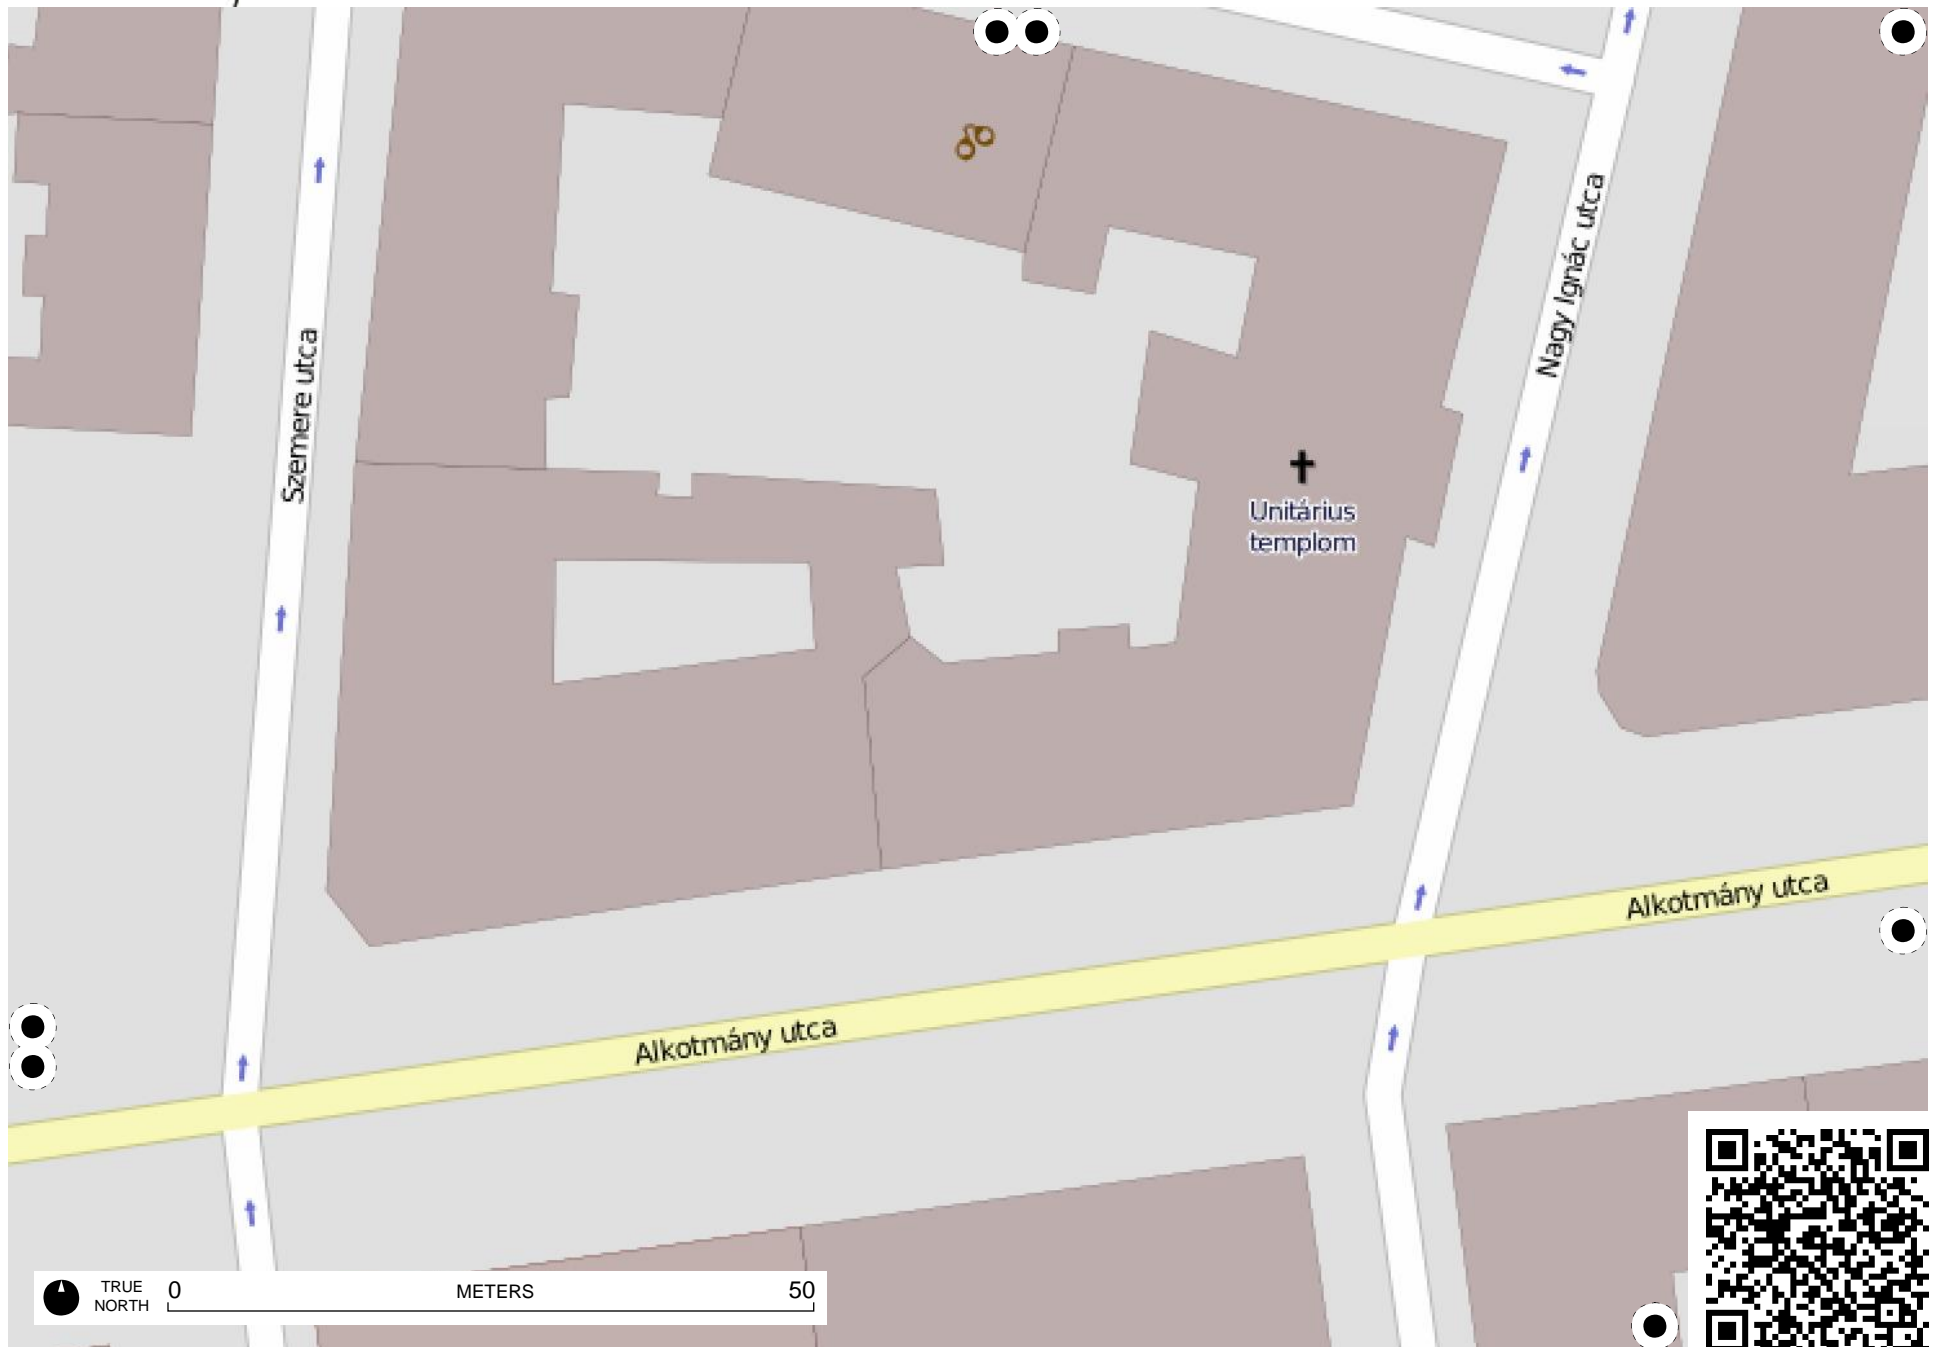 Szemere utca
Nagy Ignác utca
Unitárius
templom
Alkotmány utca
Alkotmány utca
TRUE
NORTH
0
METERS
50